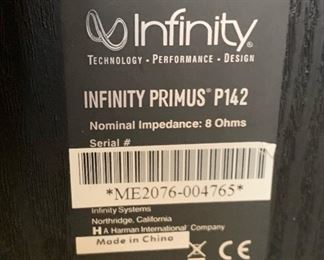 Infinity®
TECHNOLOGY • PERFORMANCE • DESIGN
INFINITY PRIMUS® P142
Nominal Impedance: 8 Ohms
Serial #
*ME2076-004765*
Infinity Systems
Northridge, California
H A Harman International Company
Made in China
CE